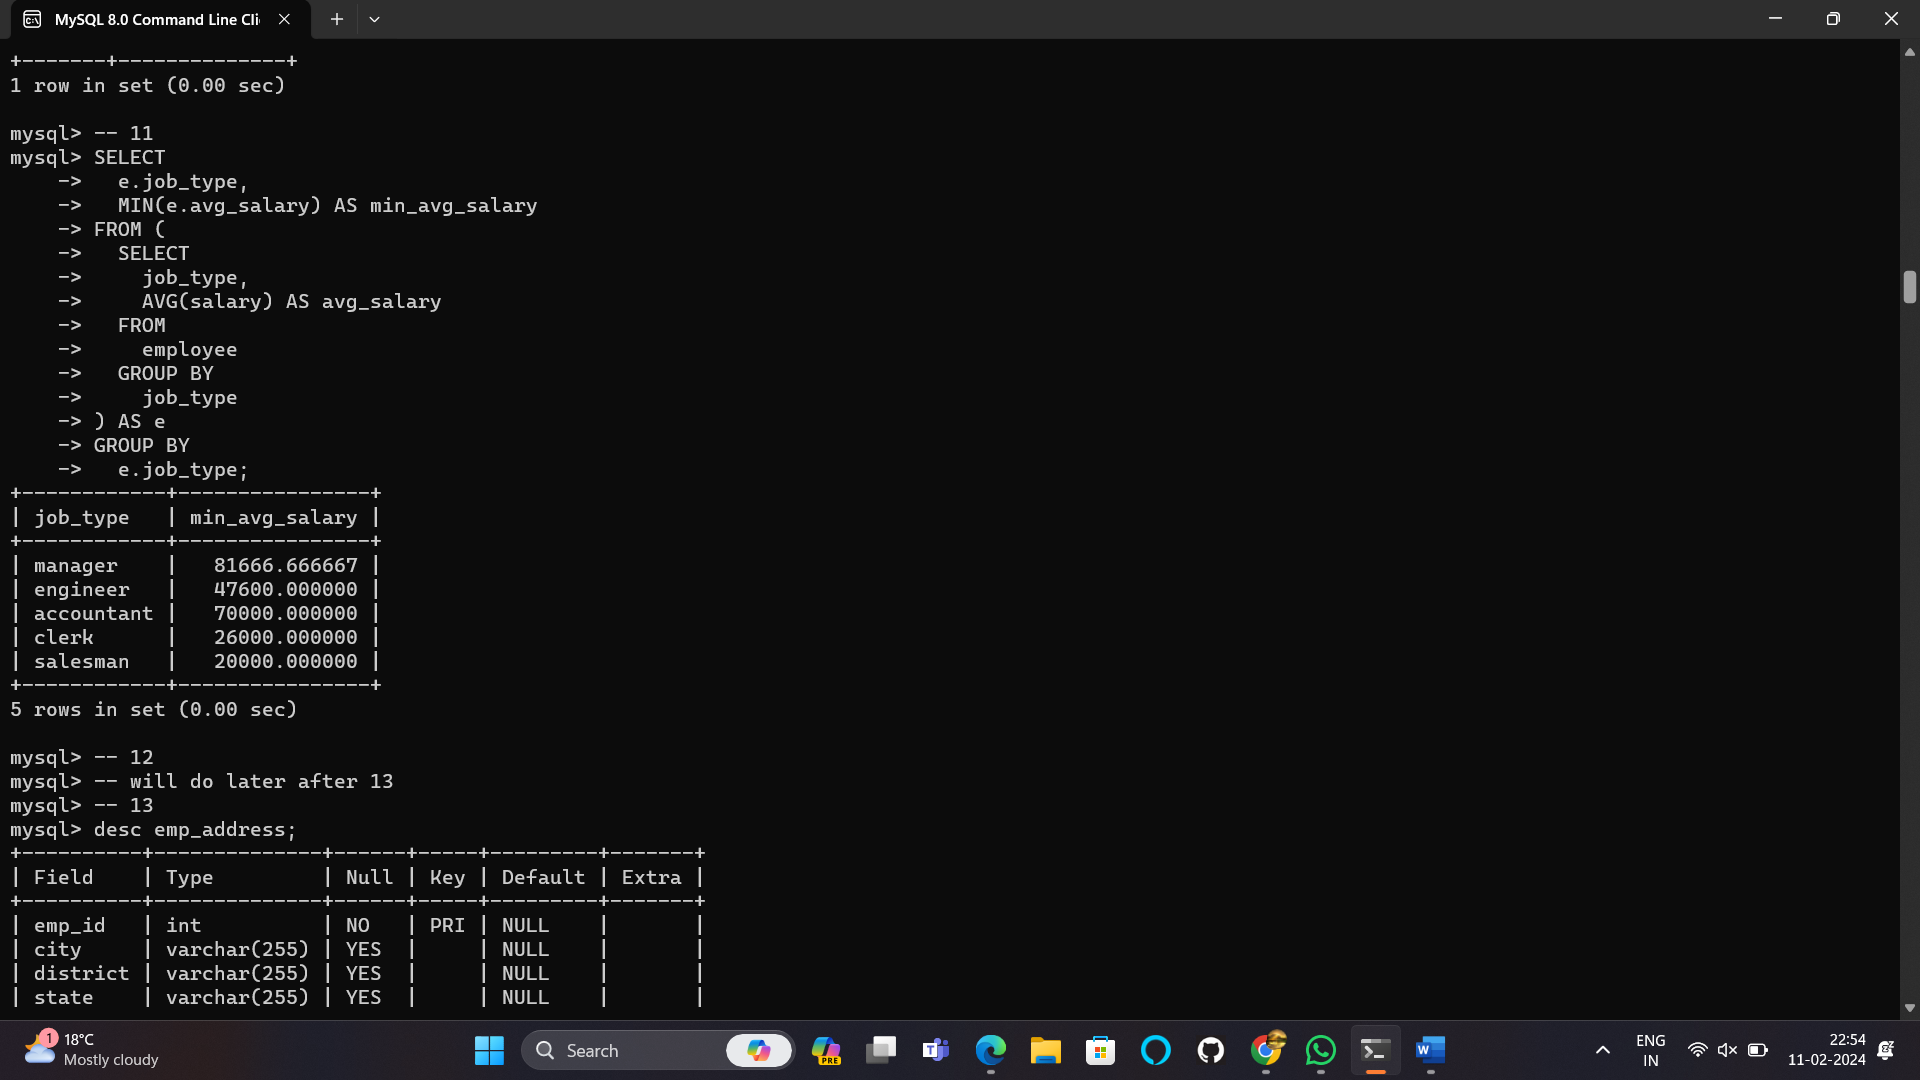 MySQL 8.0 Command Line Cli
+-------+--------------+
1 row in set (0.00 sec)
mysql> -- 11
mysql> SELECT
    ->   e.job_type,
    ->   MIN(e.avg_salary) AS min_avg_salary
    -> FROM (
    ->   SELECT
    ->     job_type,
    ->     AVG(salary) AS avg_salary
    ->   FROM
    ->     employee
    ->   GROUP BY
    ->     job_type
    -> ) AS e
    -> GROUP BY
    ->   e.job_type;
+------------+----------------+
| job_type   | min_avg_salary |
+------------+----------------+
| manager    |   81666.666667 |
| engineer   |   47600.000000 |
| accountant |   70000.000000 |
| clerk      |   26000.000000 |
| salesman   |   20000.000000 |
+------------+----------------+
5 rows in set (0.00 sec)
mysql> -- 12
mysql> -- will do later after 13
mysql> -- 13
mysql> desc emp_address;
+----------+--------------+------+-----+---------+-------+
| Field    | Type         | Null | Key | Default | Extra |
+----------+--------------+------+-----+---------+-------+
| emp_id   | int          | NO   | PRI | NULL    |       |
| city     | varchar(255) | YES  |     | NULL    |       |
| district | varchar(255) | YES  |     | NULL    |       |
| state    | varchar(255) | YES  |     | NULL    |       |
1
18°C
Mostly cloudy
Search
PRE
T
W
ENG
IN
22:54
11-02-2024